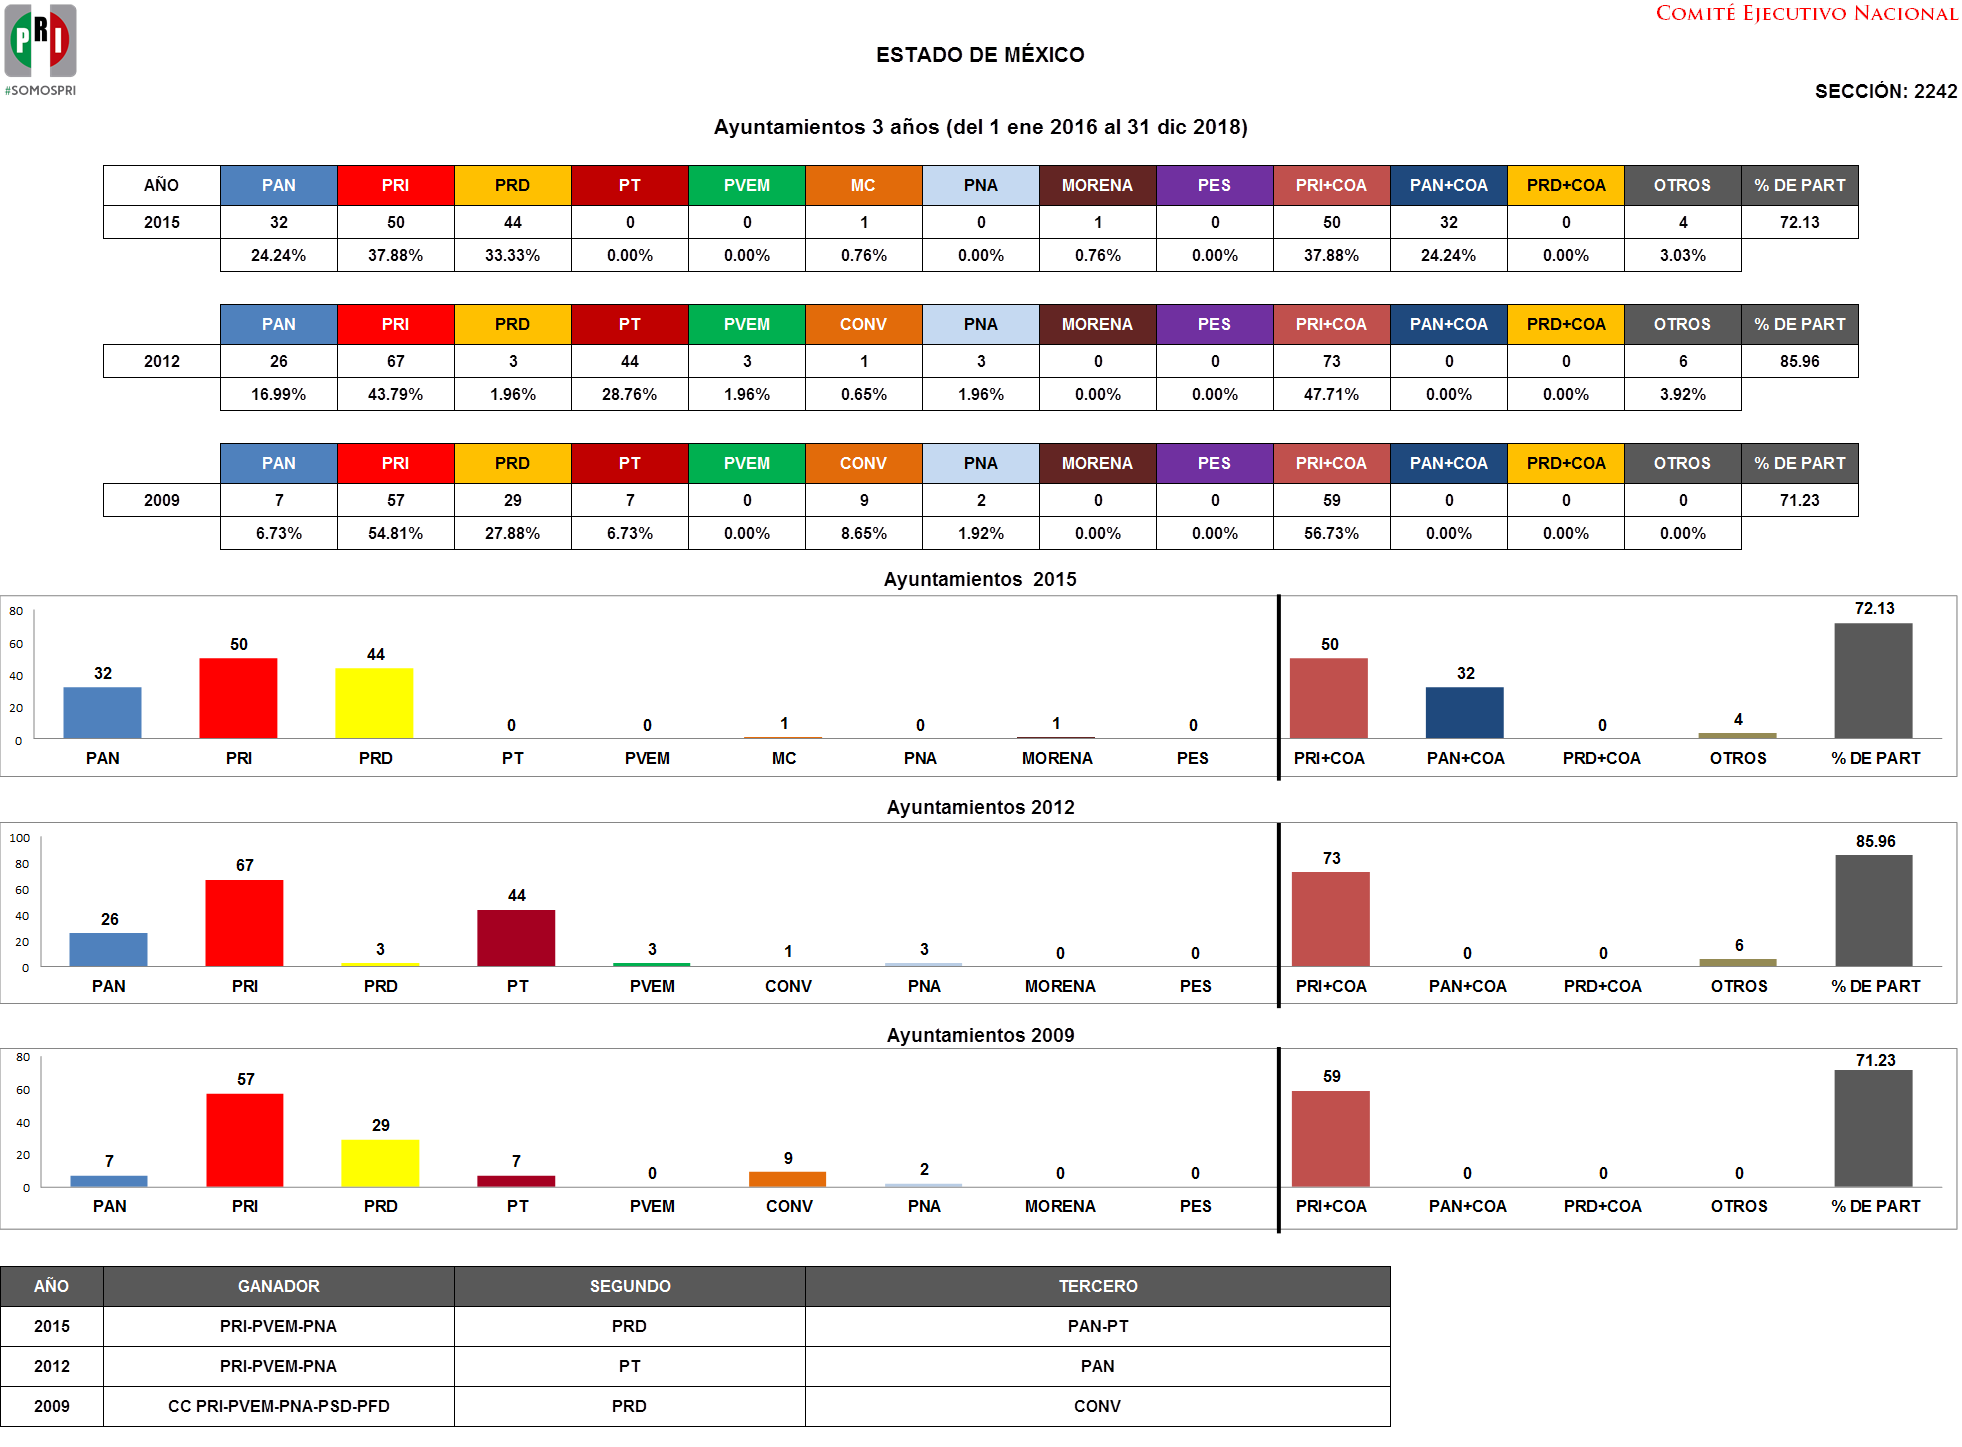 PRI
#SOMOSPRI
COMITÉ EJECUTIVO NACIONAL
ESTADO DE MÉXICO
SECCIÓN: 2242
Ayuntamientos 3 años (del 1 ene 2016 al 31 dic 2018)
AÑO PAN PRI PRD PT PVEM MC PNA MORENA PES PRI+COA PAN+COA PRD+COA OTROS % DE PART
2015 32 50 44 0 0 1 0 1 0 50 32 0 4 72.13
24.24% 37.88% 33.33% 0.00% 0.00% 0.76% 0.00% 0.76% 0.00% 37.88% 24.24% 0.00% 3.03%
PAN PRI PRD PT PVEM CONV PNA MORENA PES PRI+COA PAN+COA PRD+COA OTROS % DE PART
2012 26 67 3 44 3 1 3 0 0 73 0 0 6 85.96
16.99% 43.79% 1.96% 28.76% 1.96% 0.65% 1.96% 0.00% 0.00% 47.71% 0.00% 0.00% 3.92%
PAN PRI PRD PT PVEM CONV PNA MORENA PES PRI+COA PAN+COA PRD+COA OTROS % DE PART
2009 7 57 29 7 0 9 2 0 0 59 0 0 0 71.23
6.73% 54.81% 27.88% 6.73% 0.00% 8.65% 1.92% 0.00% 0.00% 56.73% 0.00% 0.00% 0.00%
Ayuntamientos 2015
80
60
40
20
0
32 50 44 0 0 1 0 1 0 50 32 0 4 72.13
PAN PRI PRD PT PVEM MC PNA MORENA PES PRI+COA PAN+COA PRD+COA OTROS % DE PART
Ayuntamientos 2012
100
80
60
40
20
0
26 67 3 44 3 1 3 0 0 73 0 0 6 85.96
PAN PRI PRD PT PVEM CONV PNA MORENA PES PRI+COA PAN+COA PRD+COA OTROS % DE PART
Ayuntamientos 2009
80
60
40
20
0
7 57 29 7 0 9 2 0 0 59 0 0 0 71.23
PAN PRI PRD PT PVEM CONV PNA MORENA PES PRI+COA PAN+COA PRD+COA OTROS % DE PART
AÑO GANADOR SEGUNDO TERCERO
2015 PRI-PVEM-PNA PRD PAN-PT
2012 PRI-PVEM-PNA PT PAN
2009 CC PRI-PVEM-PNA-PSD-PFD PRD CONV